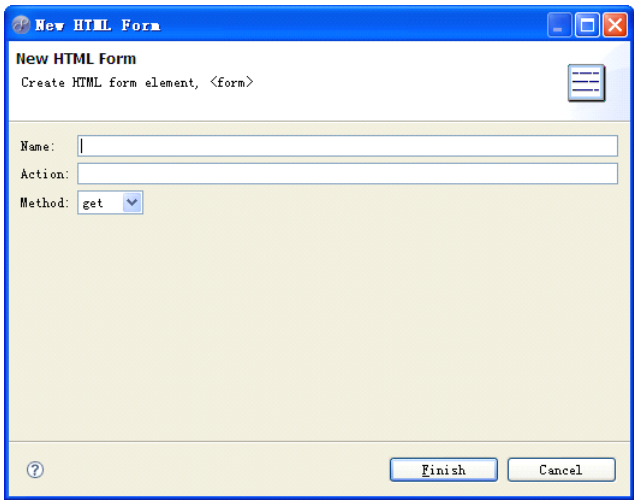 New HTML Form
New HTML Form
Create HTML form element, <form>
Name:
Action:
Method: get
Finish Cancel